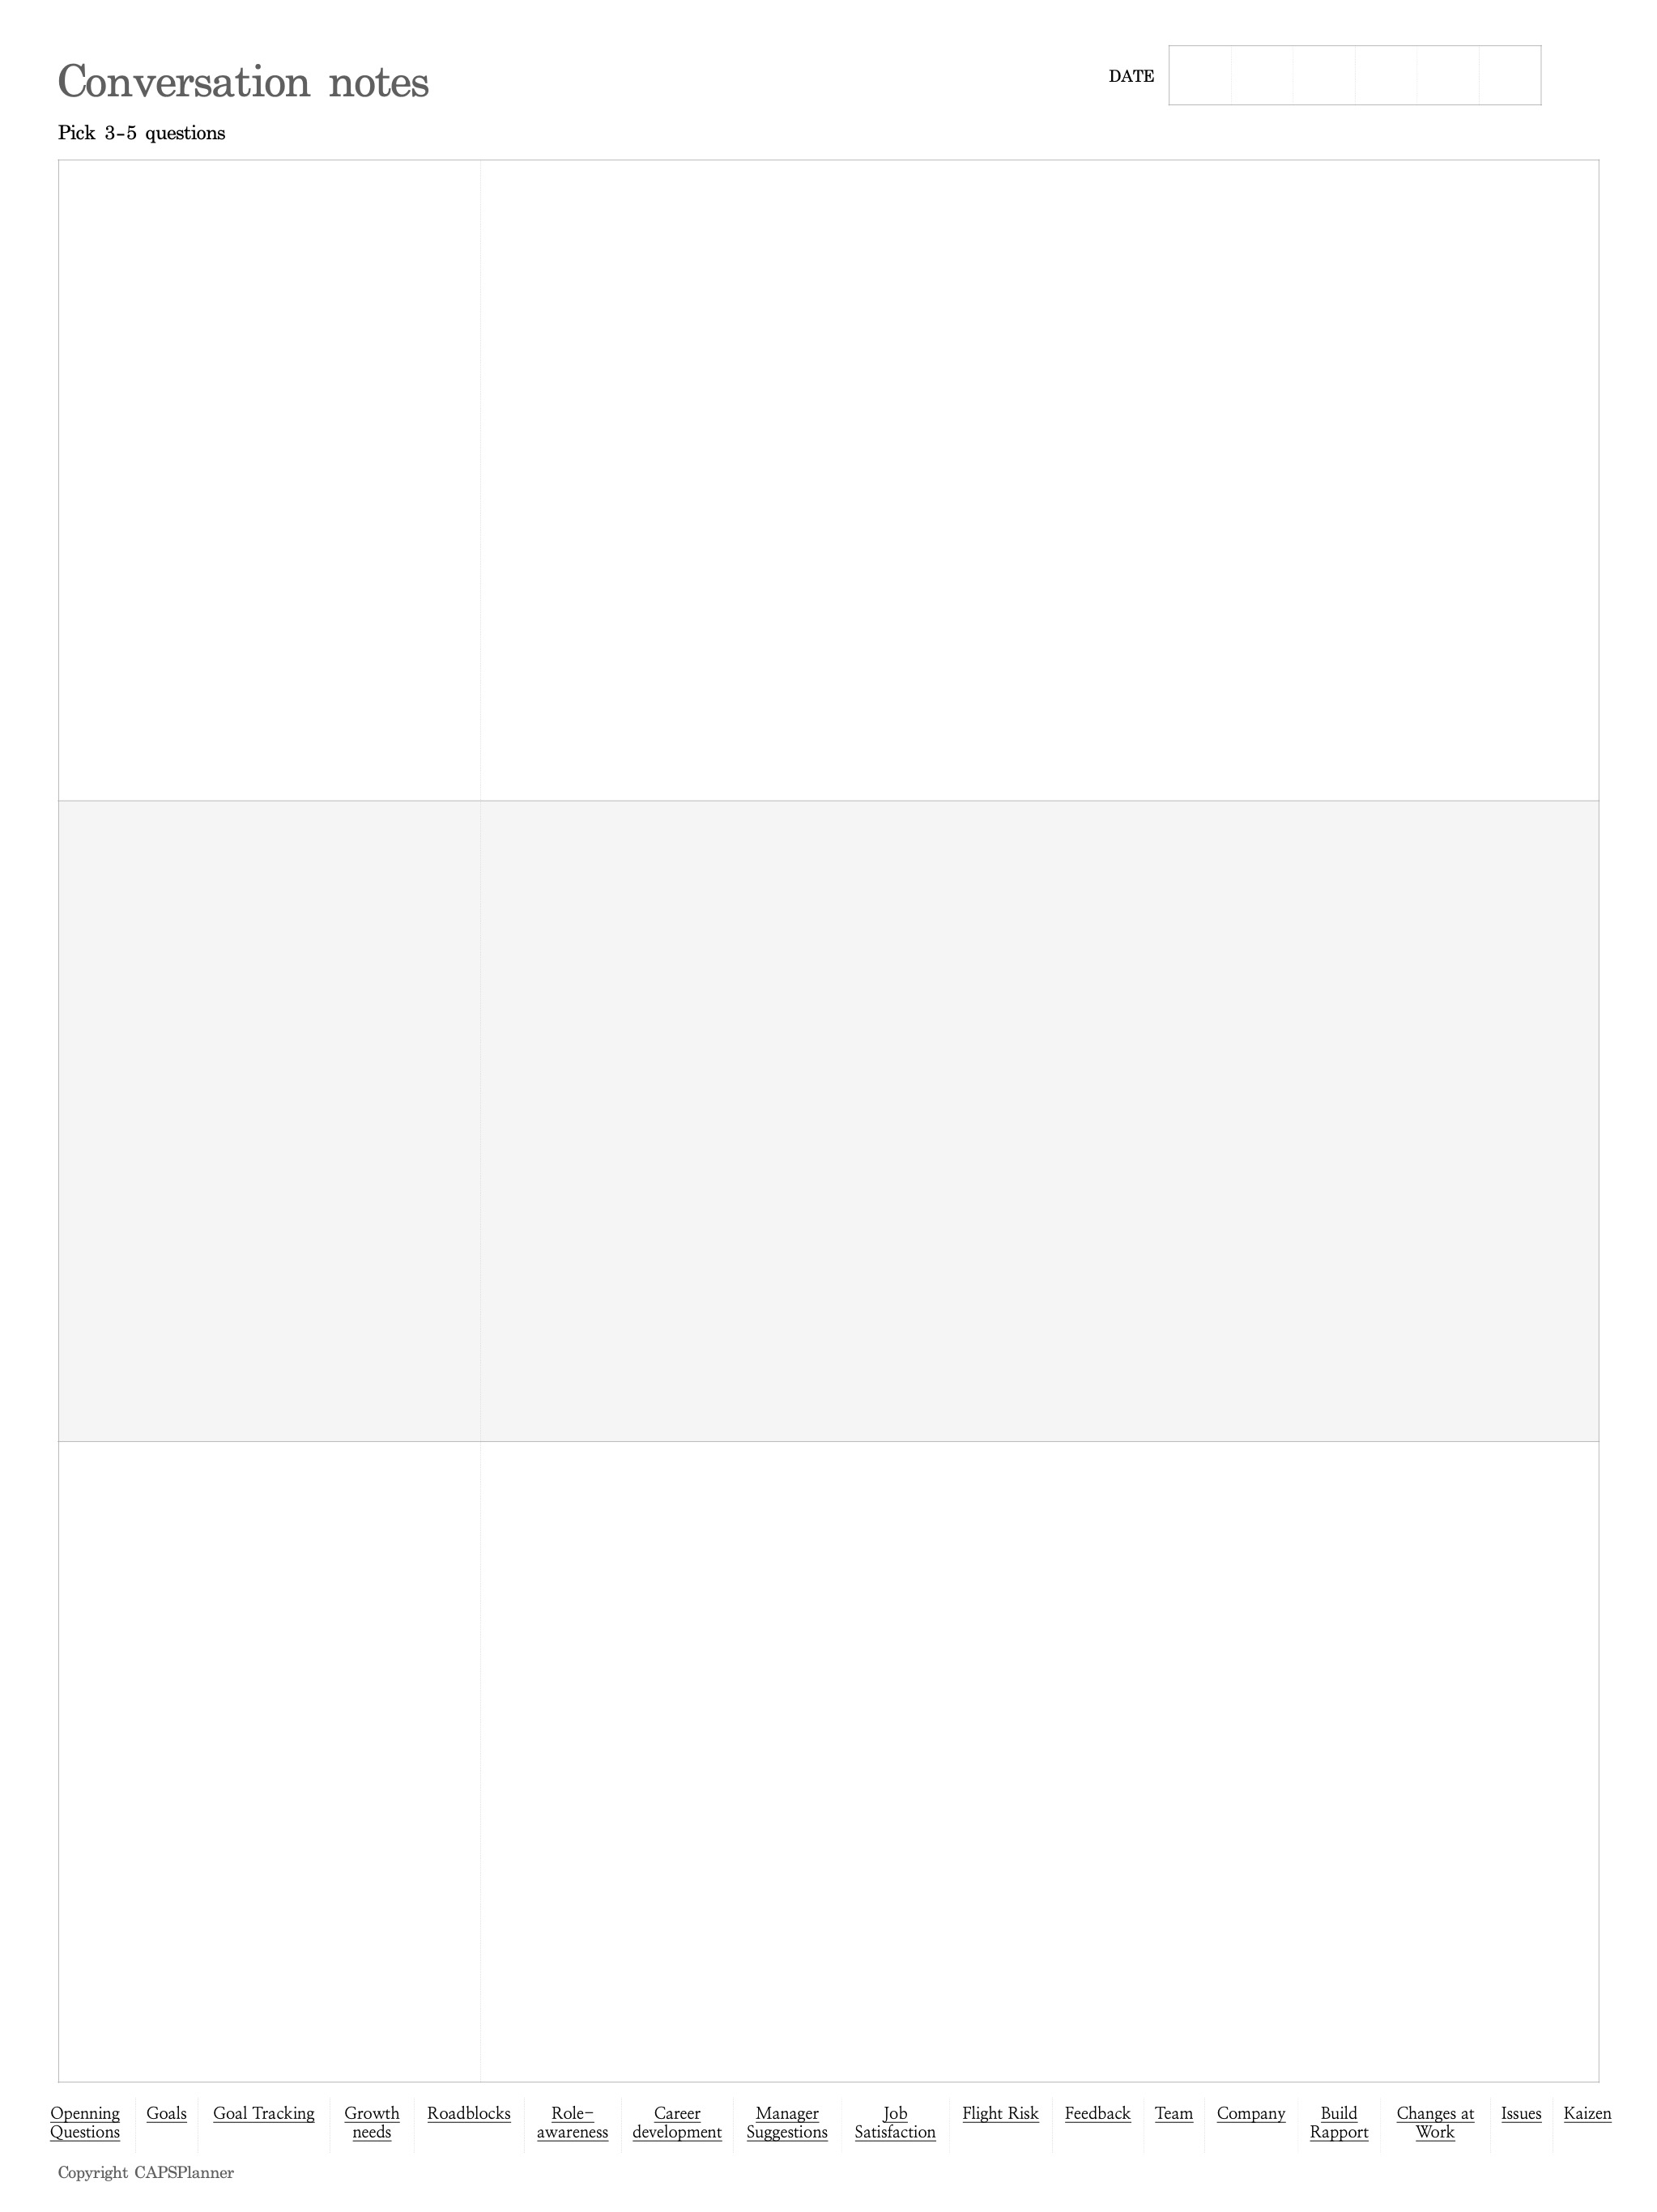 Conversation notes
DATE
Pick 3-5 questions
Openning
Questions
Goals
Goal Tracking
Growth
needs
Roadblocks
Role-
awareness
Career
development
Manager
Suggestions
Job
Satisfaction
Flight Risk
Feedback
Team
Company
Build
Rapport
Changes at
Work
Issues
Kaizen
Copyright CAPSPlanner